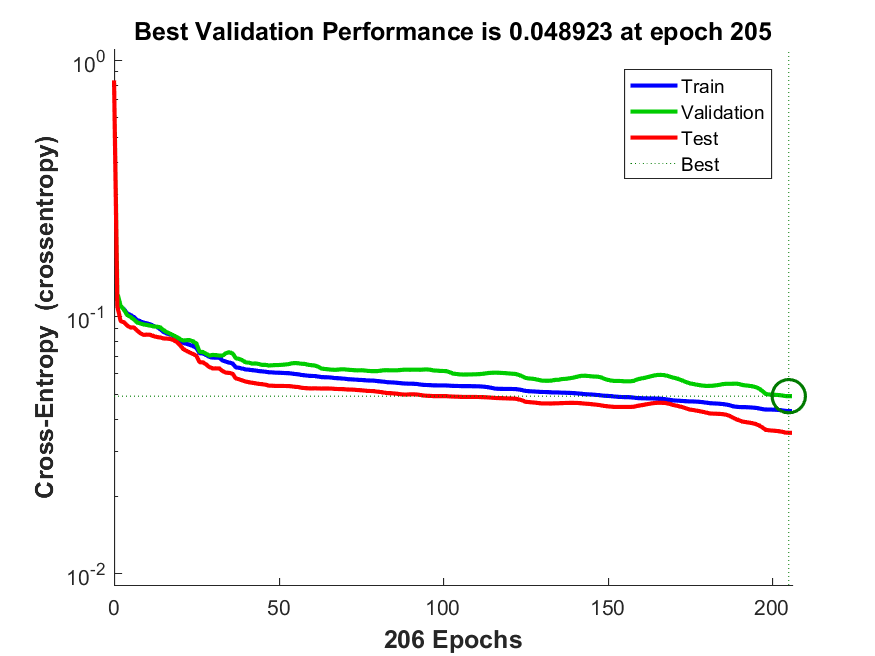 Best Validation Performance is 0.048923 at epoch 205
Cross-Entropy (crossentropy)
10^0
10^-1
10^-2
Train
Validation
Test
Best
0 50 100 150 200
206 Epochs